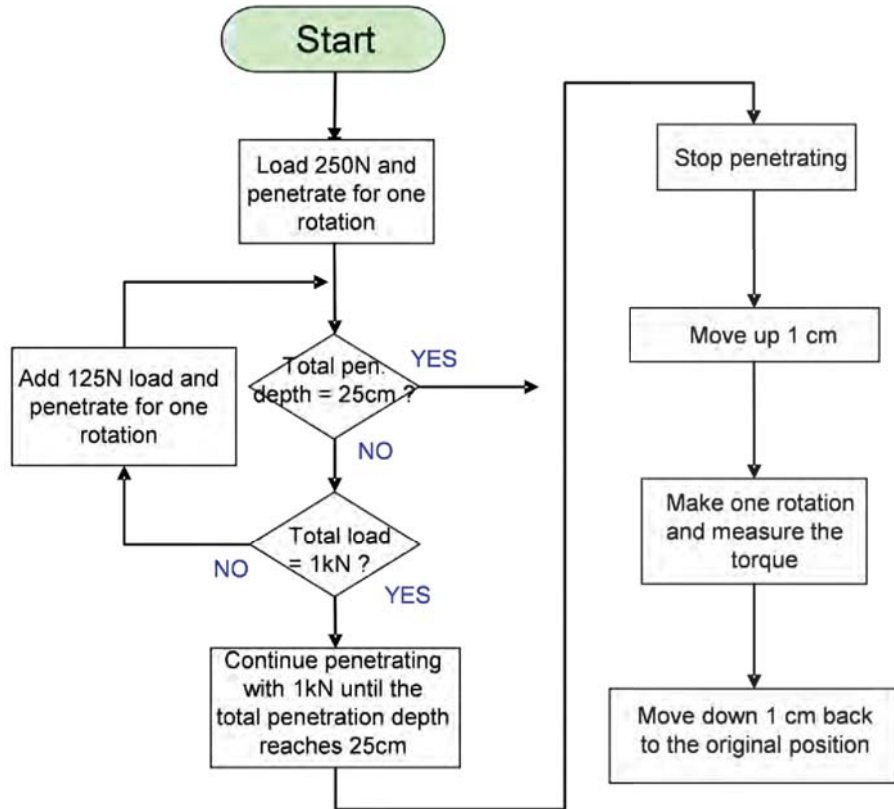 Start
Load 250N and
penetrate for one
rotation
Total pen.
depth = 25cm ?
YES
NO
Add 125N load and
penetrate for one
rotation
Total load
= 1kN ?
NO
YES
Continue penetrating
with 1kN until the
total penetration depth
reaches 25cm
Stop penetrating
Move up 1 cm
Make one rotation
and measure the
torque
Move down 1 cm back
to the original position